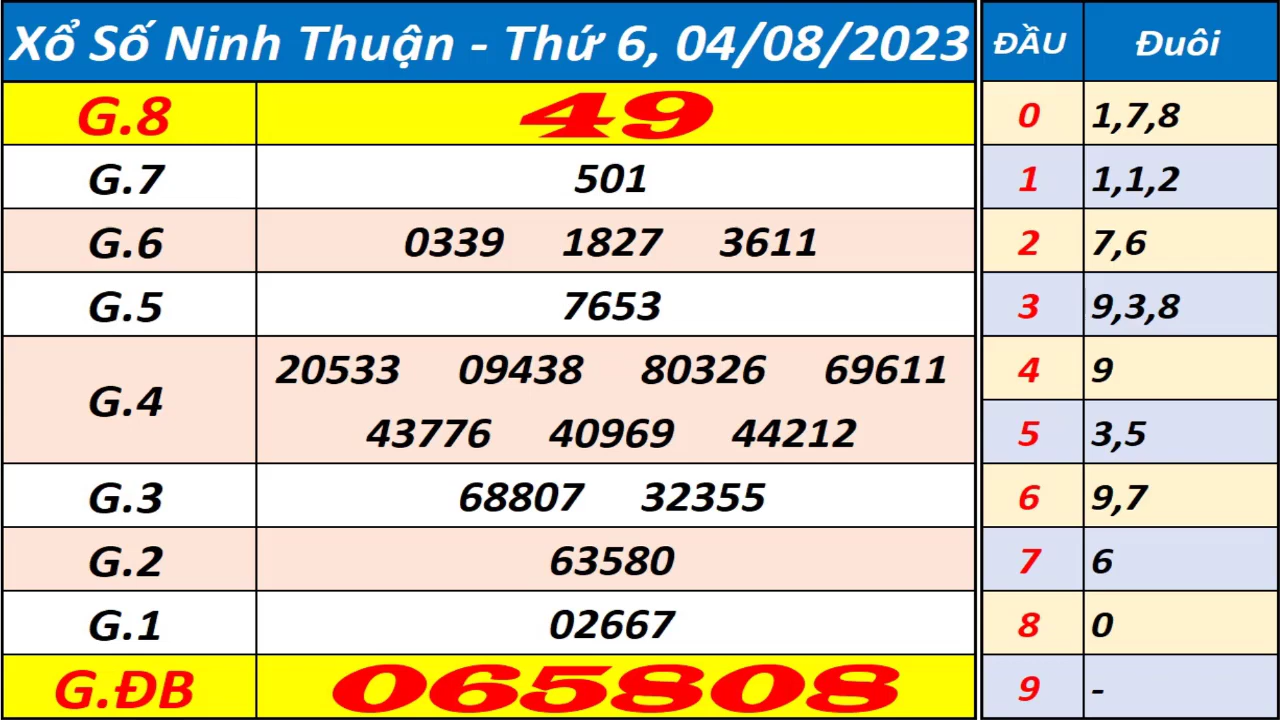 Xổ Số Ninh Thuận - Thứ 6, 04/08/2023
G.8 49
G.7 501
G.6 0339 1827 3611
G.5 7653
G.4 20533 09438 80326 69611
43776 40969 44212
G.3 68807 32355
G.2 63580
G.1 02667
G.ĐB 065808
ĐẦU Đuôi
0 1,7,8
1 1,1,2
2 7,6
3 9,3,8
4 9
5 3,5
6 9,7
7 6
8 0
9 -